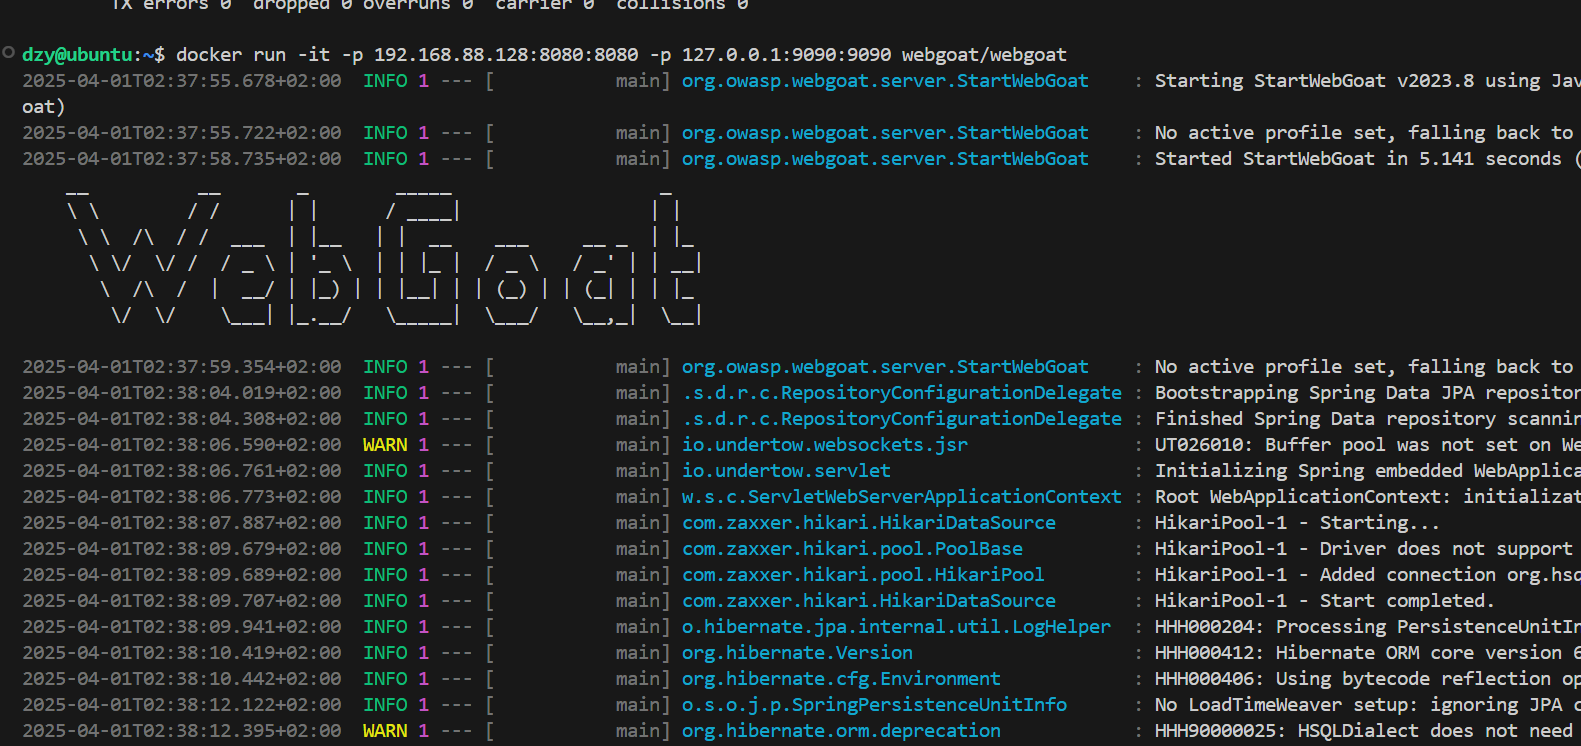 TX errors 0  dropped 0 overruns 0  carrier 0  collisions 0
dzy@ubuntu:~$ docker run -it -p 192.168.88.128:8080:8080 -p 127.0.0.1:9090:9090 webgoat/webgoat
2025-04-01T02:37:55.678+02:00  INFO 1 --- [           main] org.owasp.webgoat.server.StartWebGoat    : Starting StartWebGoat v2023.8 using Jav
oat)
2025-04-01T02:37:55.722+02:00  INFO 1 --- [           main] org.owasp.webgoat.server.StartWebGoat    : No active profile set, falling back to
2025-04-01T02:37:58.735+02:00  INFO 1 --- [           main] org.owasp.webgoat.server.StartWebGoat    : Started StartWebGoat in 5.141 seconds (
WebGoat
2025-04-01T02:37:59.354+02:00  INFO 1 --- [           main] org.owasp.webgoat.server.StartWebGoat    : No active profile set, falling back to
2025-04-01T02:38:04.019+02:00  INFO 1 --- [           main] .s.d.r.c.RepositoryConfigurationDelegate : Bootstrapping Spring Data JPA repositor
2025-04-01T02:38:04.308+02:00  INFO 1 --- [           main] .s.d.r.c.RepositoryConfigurationDelegate : Finished Spring Data repository scannin
2025-04-01T02:38:06.590+02:00  WARN 1 --- [           main] io.undertow.websockets.jsr               : UT026010: Buffer pool was not set on We
2025-04-01T02:38:06.761+02:00  INFO 1 --- [           main] io.undertow.servlet                      : Initializing Spring embedded WebApplica
2025-04-01T02:38:06.773+02:00  INFO 1 --- [           main] w.s.c.ServletWebServerApplicationContext : Root WebApplicationContext: initializat
2025-04-01T02:38:07.887+02:00  INFO 1 --- [           main] com.zaxxer.hikari.HikariDataSource       : HikariPool-1 - Starting...
2025-04-01T02:38:09.679+02:00  INFO 1 --- [           main] com.zaxxer.hikari.pool.PoolBase          : HikariPool-1 - Driver does not support
2025-04-01T02:38:09.689+02:00  INFO 1 --- [           main] com.zaxxer.hikari.pool.HikariPool        : HikariPool-1 - Added connection org.hsq
2025-04-01T02:38:09.707+02:00  INFO 1 --- [           main] com.zaxxer.hikari.HikariDataSource       : HikariPool-1 - Start completed.
2025-04-01T02:38:09.941+02:00  INFO 1 --- [           main] o.hibernate.jpa.internal.util.LogHelper  : HHH000204: Processing PersistenceUnitIn
2025-04-01T02:38:10.419+02:00  INFO 1 --- [           main] org.hibernate.Version                    : HHH000412: Hibernate ORM core version 6
2025-04-01T02:38:10.442+02:00  INFO 1 --- [           main] org.hibernate.cfg.Environment            : HHH000406: Using bytecode reflection op
2025-04-01T02:38:12.122+02:00  INFO 1 --- [           main] o.s.o.j.p.SpringPersistenceUnitInfo      : No LoadTimeWeaver setup: ignoring JPA c
2025-04-01T02:38:12.395+02:00  WARN 1 --- [           main] org.hibernate.orm.deprecation            : HHH90000025: HSQLDialect does not need